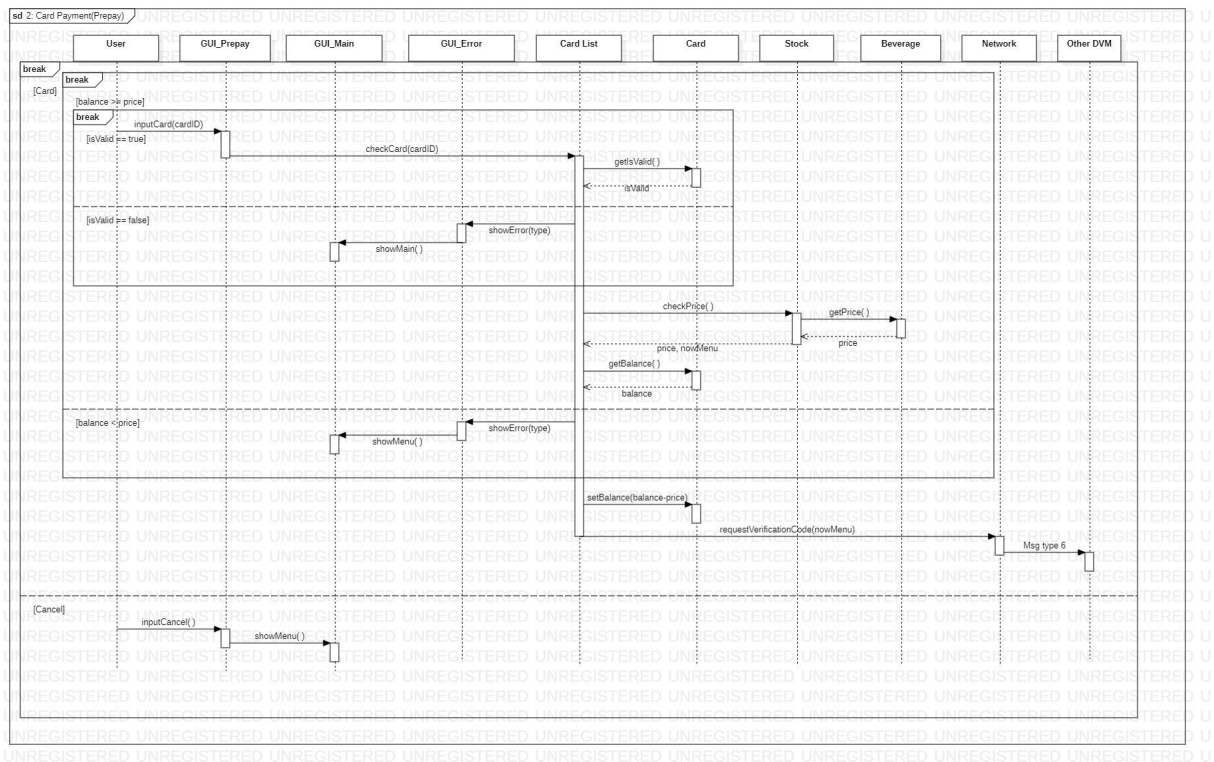 sd 2: Card Payment(Prepay)
User
GUI_Prepay
GUI_Main
GUI_Error
Card List
Card
Stock
Beverage
Network
Other DVM
break
[Card]
break
[balance >= price]
break
inputCard(cardID)
[isValid == true]
checkCard(cardID)
getIsValid( )
isValid
[isValid == false]
showError(type)
showMain( )
checkPrice( )
getPrice( )
price
price, nowMenu
getBalance( )
balance
[balance < price]
showError(type)
showMenu( )
setBalance(balance-price)
requestVerificationCode(nowMenu)
Msg type 6
[Cancel]
inputCancel( )
showMenu( )
UNREGISTERED